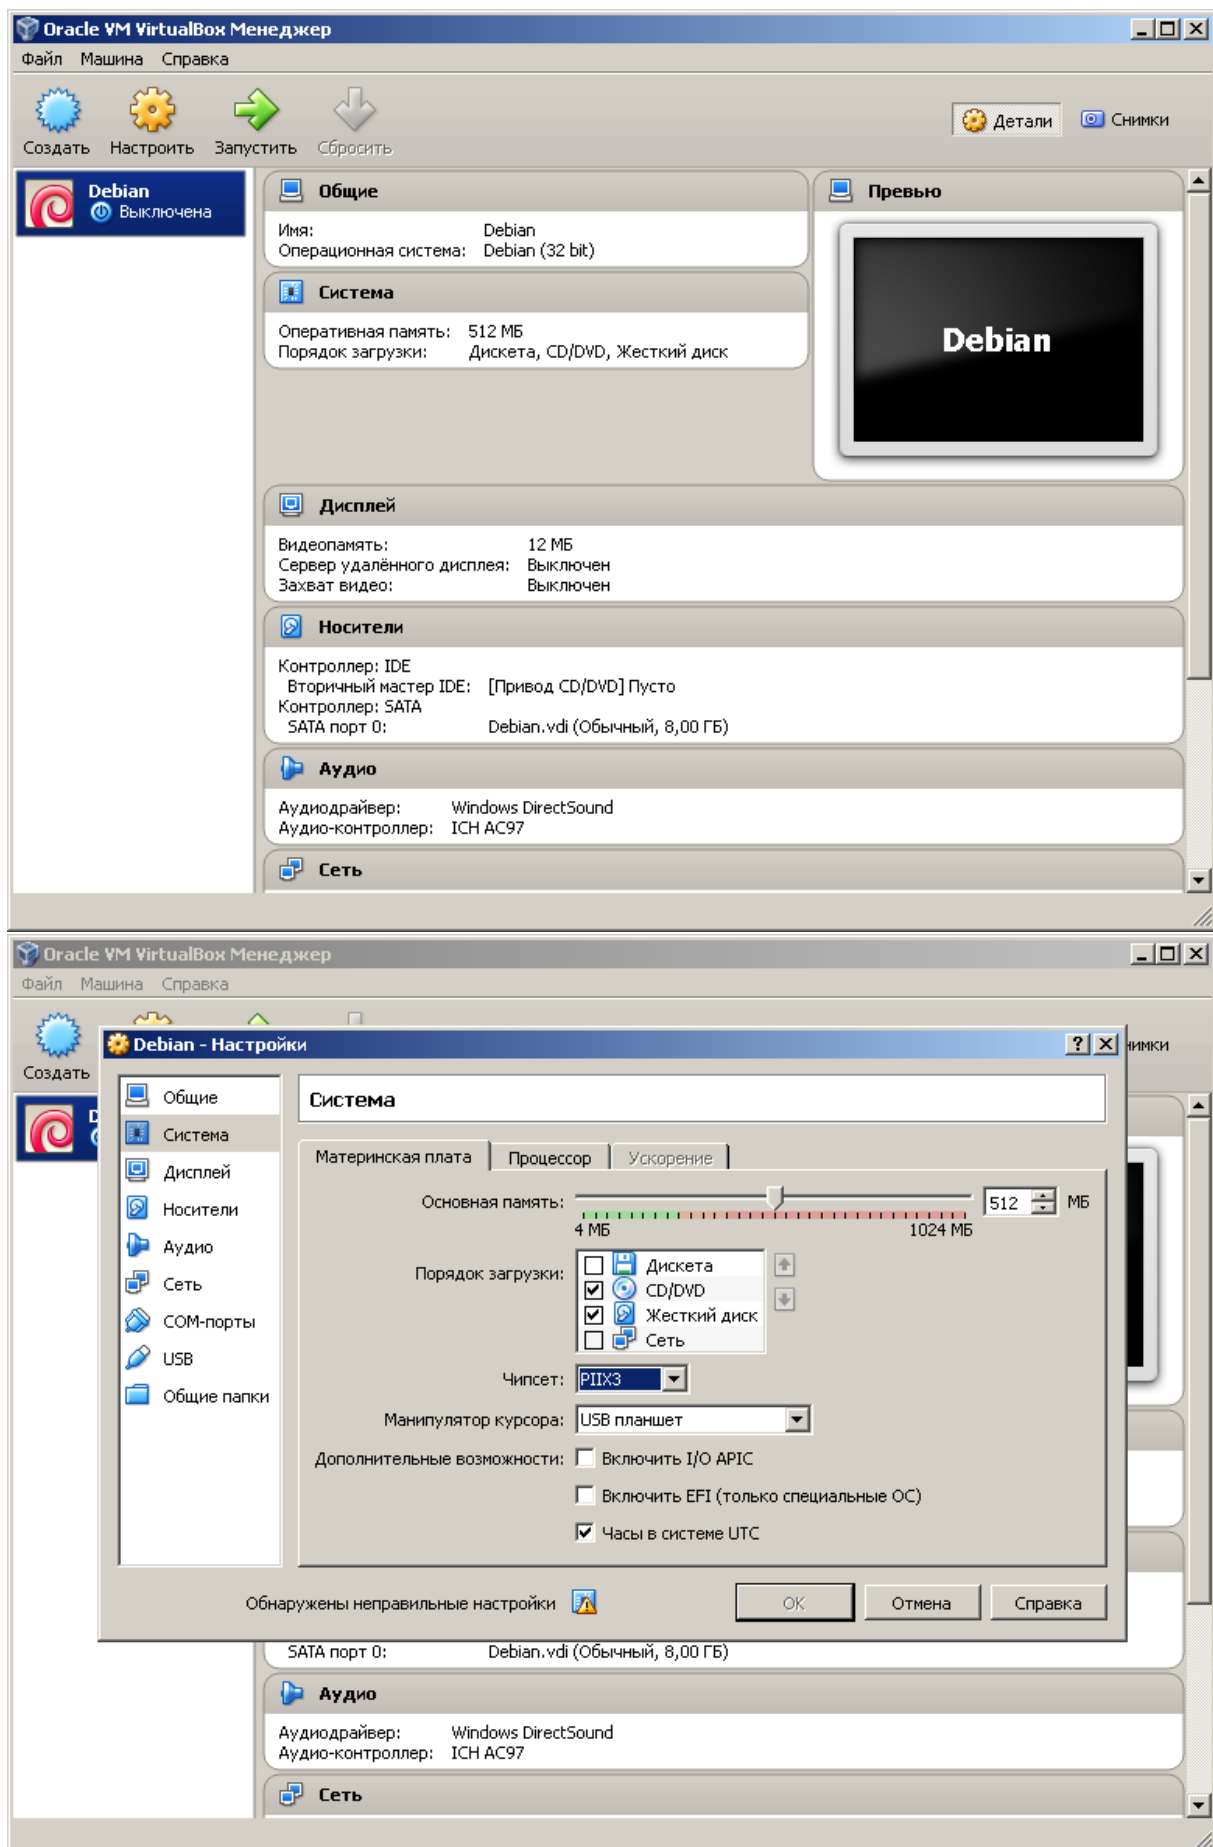 Oracle VM VirtualBox Менеджер
Файл Машина Справка
Создать Настроить Запустить Сбросить Детали Снимки
Debian
Выключена
Общие
Имя: Debian
Операционная система: Debian (32 bit)
Превью
Debian
Система
Оперативная память: 512 МБ
Порядок загрузки: Дискета, CD/DVD, Жесткий диск
Дисплей
Видеопамять: 12 МБ
Сервер удалённого дисплея: Выключен
Захват видео: Выключен
Носители
Контроллер: IDE
Вторичный мастер IDE: [Привод CD/DVD] Пусто
Контроллер: SATA
SATA порт 0: Debian.vdi (Обычный, 8,00 ГБ)
Аудио
Аудиодрайвер: Windows DirectSound
Аудио-контроллер: ICH AC97
Сеть
Oracle VM VirtualBox Менеджер
Файл Машина Справка
Создать нимки
D
Debian - Настройки
Общие
Система
Дисплей
Носители
Аудио
Сеть
COM-порты
USB
Общие папки
Система
Материнская плата Процессор Ускорение
Основная память: 512 МБ
4 МБ 1024 МБ
Порядок загрузки: Дискета
CD/DVD
Жесткий диск
Сеть
Чипсет: PIIX3
Манипулятор курсора: USB планшет
Дополнительные возможности: Включить I/O APIC
Включить EFI (только специальные ОС)
Часы в системе UTC
Обнаружены неправильные настройки OK Отмена Справка
SATA порт 0: Debian.vdi (Обычный, 8,00 ГБ)
Аудио
Аудиодрайвер: Windows DirectSound
Аудио-контроллер: ICH AC97
Сеть